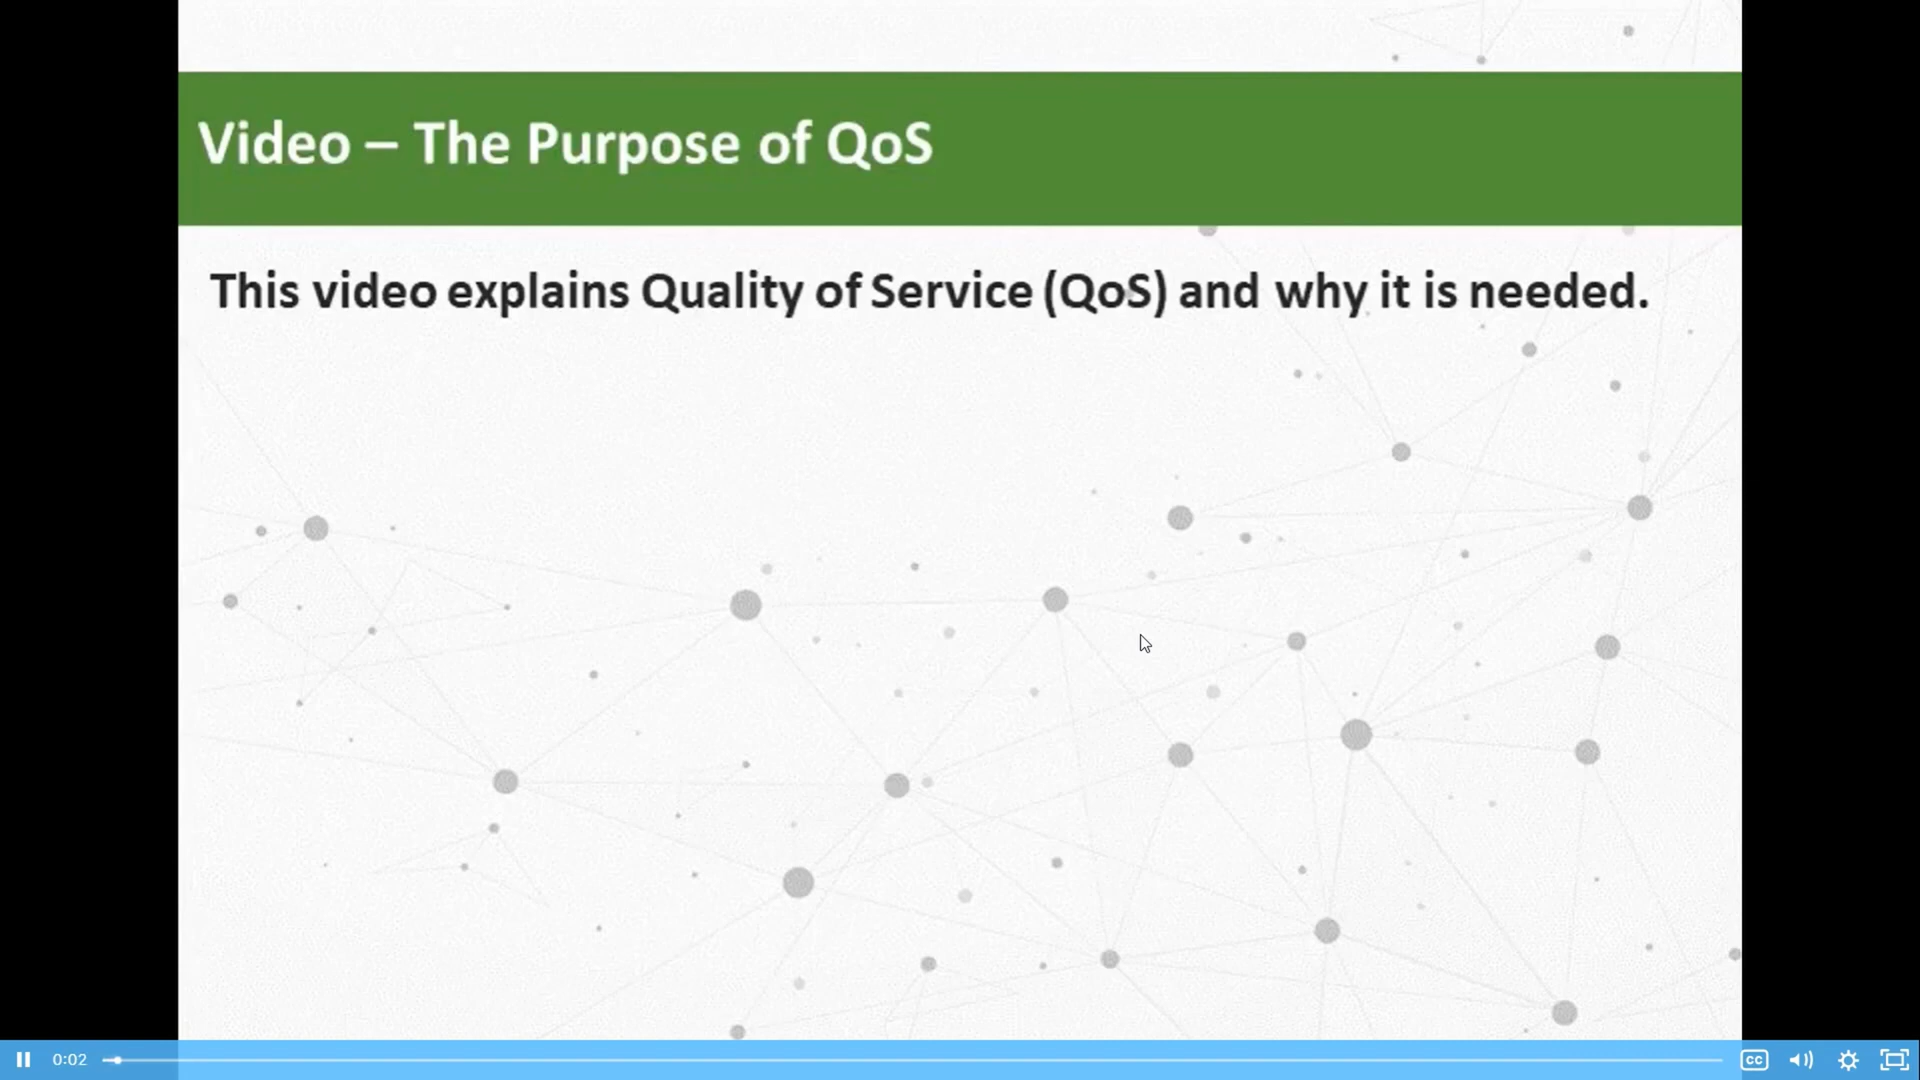 Video – The Purpose of QoS
This video explains Quality of Service (QoS) and why it is needed.
0:02
CC